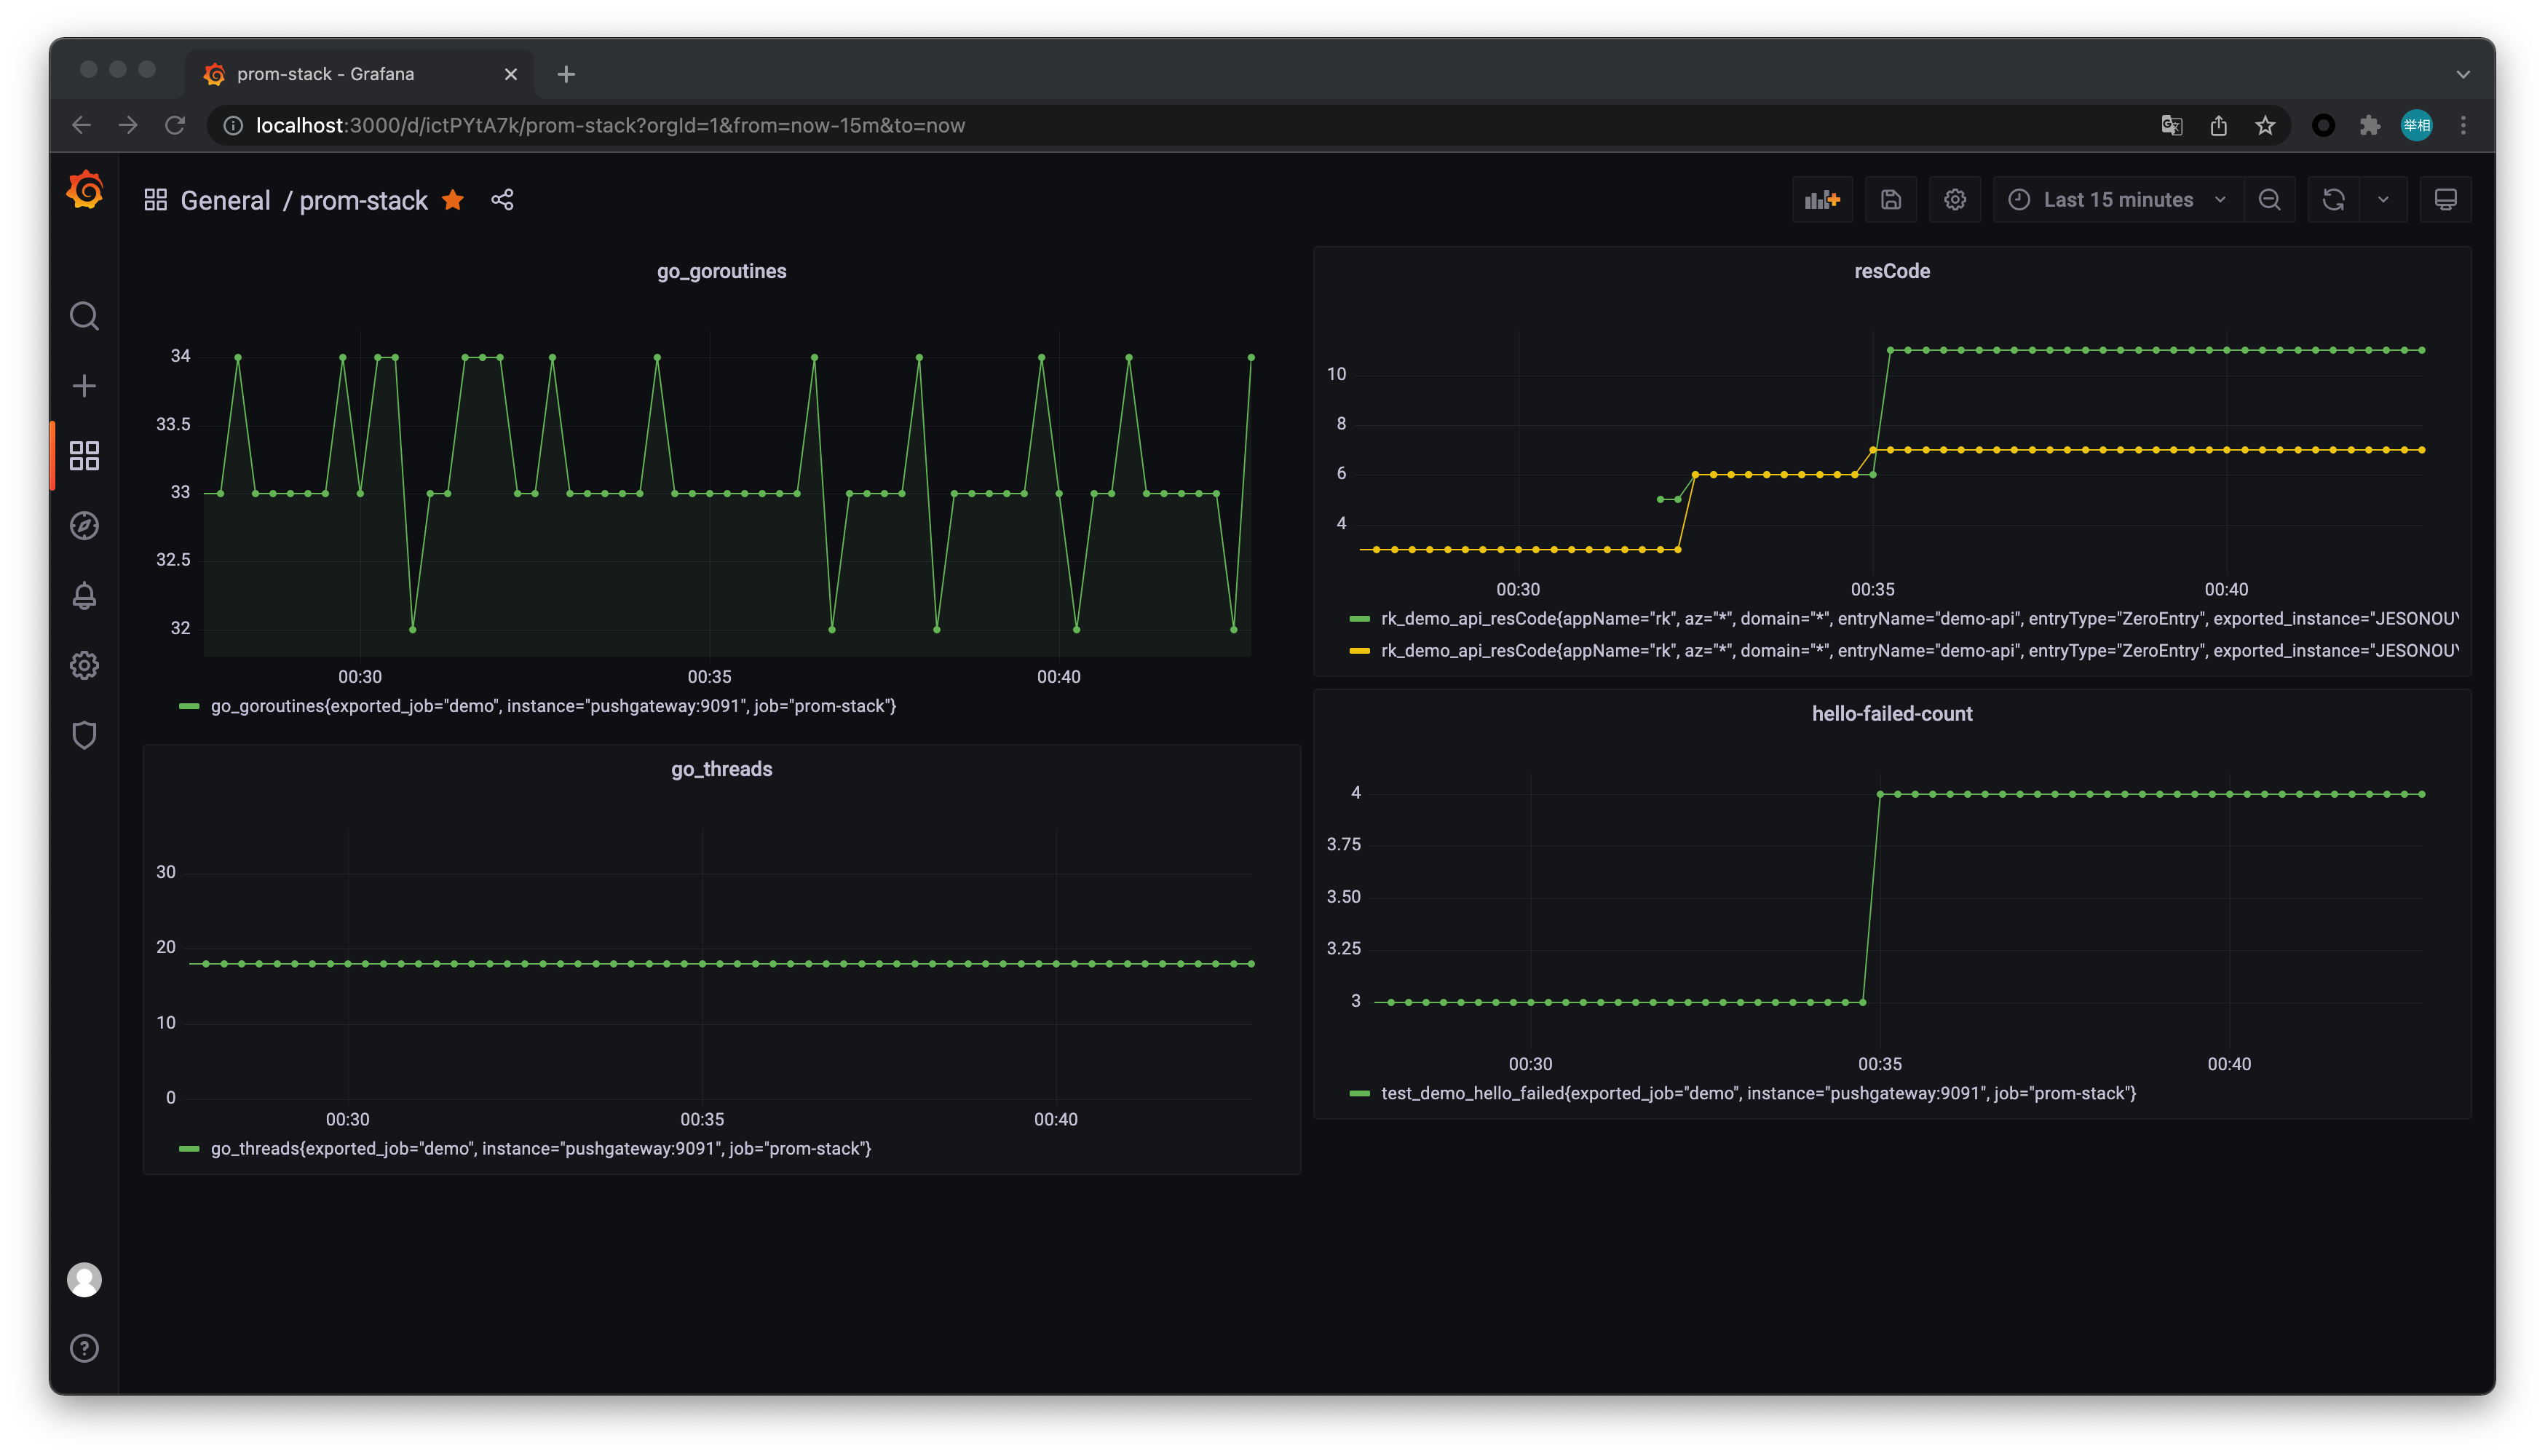 prom-stack - Grafana
localhost:3000/d/ictPYtA7k/prom-stack?orgId=1&from=now-15m&to=now
举相
General / prom-stack
Last 15 minutes
go_goroutines
34
33.5
33
32.5
32
00:30 00:35 00:40
go_goroutines{exported_job="demo", instance="pushgateway:9091", job="prom-stack"}
go_threads
30
20
10
0
00:30 00:35 00:40
go_threads{exported_job="demo", instance="pushgateway:9091", job="prom-stack"}
resCode
10
8
6
4
00:30 00:35 00:40
rk_demo_api_resCode{appName="rk", az="*", domain="*", entryName="demo-api", entryType="ZeroEntry", exported_instance="JESONOUY
rk_demo_api_resCode{appName="rk", az="*", domain="*", entryName="demo-api", entryType="ZeroEntry", exported_instance="JESONOUY
hello-failed-count
4
3.75
3.50
3.25
3
00:30 00:35 00:40
test_demo_hello_failed{exported_job="demo", instance="pushgateway:9091", job="prom-stack"}